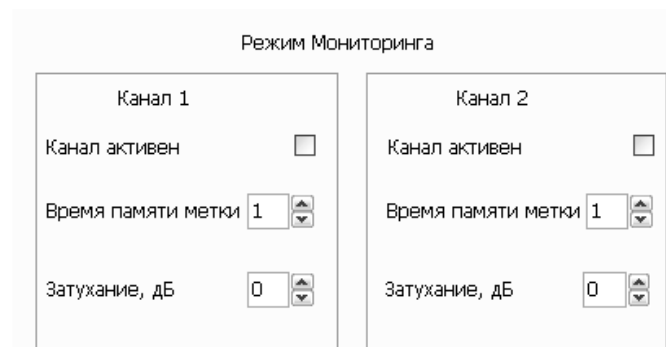 Режим Мониторинга
Канал 1
Канал активен
Время памяти метки 1
Затухание, дБ 0
Канал 2
Канал активен
Время памяти метки 1
Затухание, дБ 0